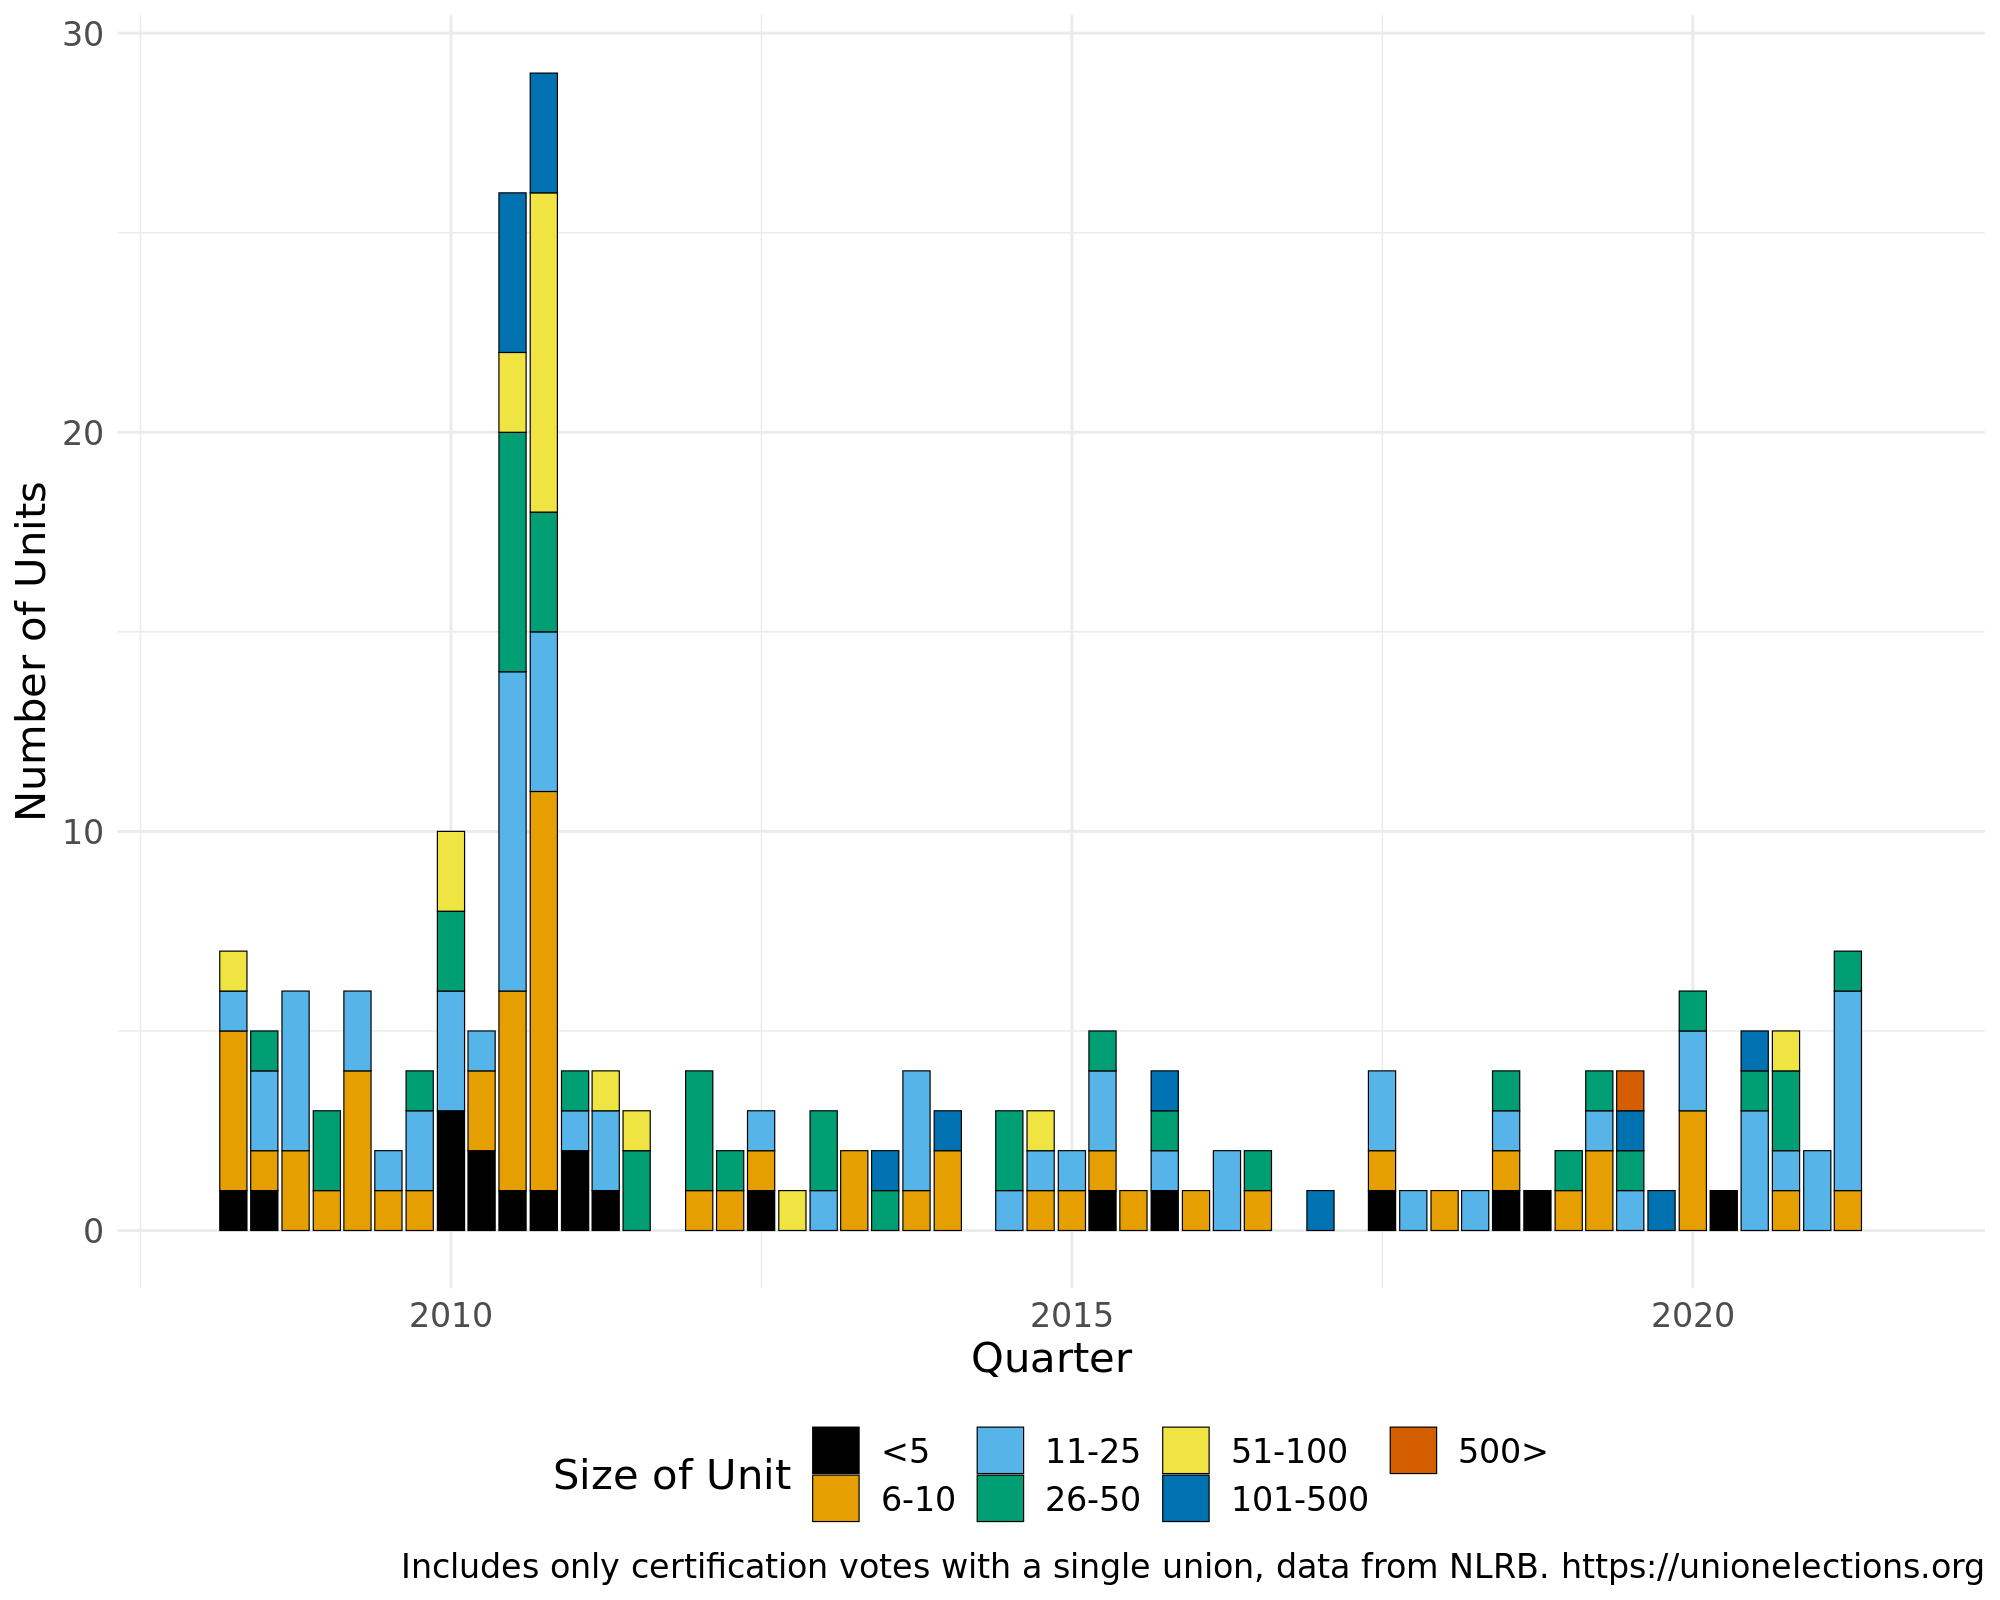 30
20
10
0
Number of Units
2010 2015 2020
Quarter
Size of Unit
<5 11-25 51-100 500>
6-10 26-50 101-500
Includes only certification votes with a single union, data from NLRB. https://unionelections.org